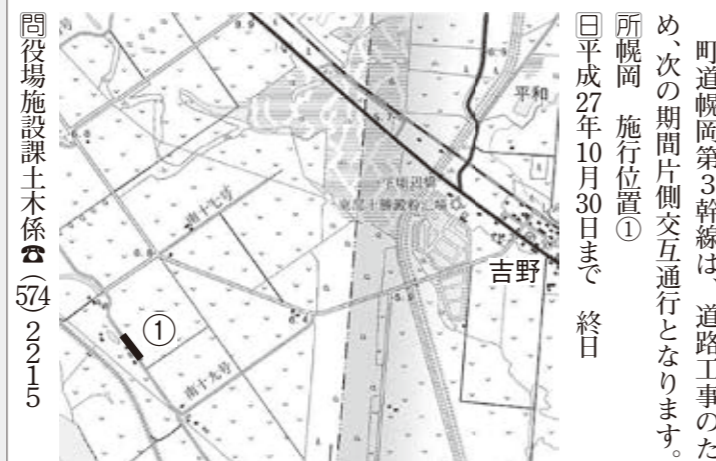 町道幌岡第3幹線は、道路工事のた
め、次の期間片側交互通行となります。
所幌岡 施行位置①
日平成27年10月30日まで 終日
平和
吉野
南十七号
南十九号
①
問役場施設課土木係☎(574)2215